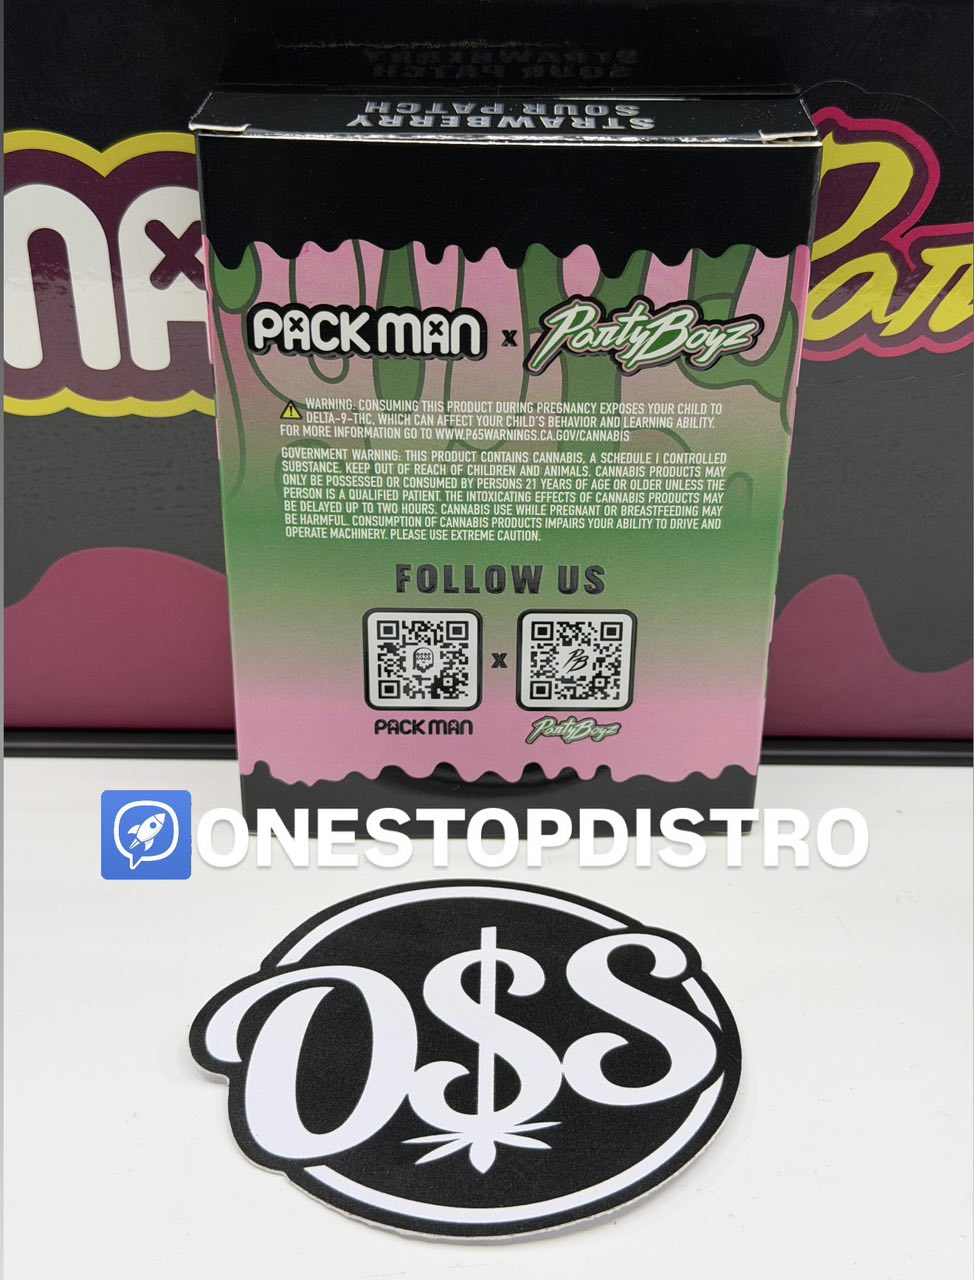 STRAWBERRY
SOUR PATCH
PACKMAN x PartyBoyz
WARNING: CONSUMING THIS PRODUCT DURING PREGNANCY EXPOSES YOUR CHILD TO
DELTA-9-THC, WHICH CAN AFFECT YOUR CHILD'S BEHAVIOR AND LEARNING ABILITY.
FOR MORE INFORMATION GO TO WWW.P65WARNINGS.CA.GOV/CANNABIS
GOVERNMENT WARNING: THIS PRODUCT CONTAINS CANNABIS, A SCHEDULE I CONTROLLED
SUBSTANCE. KEEP OUT OF REACH OF CHILDREN AND ANIMALS. CANNABIS PRODUCTS MAY
ONLY BE POSSESSED OR CONSUMED BY PERSONS 21 YEARS OF AGE OR OLDER UNLESS THE
PERSON IS A QUALIFIED PATIENT. THE INTOXICATING EFFECTS OF CANNABIS PRODUCTS MAY
BE DELAYED UP TO TWO HOURS. CANNABIS USE WHILE PREGNANT OR BREASTFEEDING MAY
BE HARMFUL. CONSUMPTION OF CANNABIS PRODUCTS IMPAIRS YOUR ABILITY TO DRIVE AND
OPERATE MACHINERY. PLEASE USE EXTREME CAUTION.
FOLLOW US
PB
x
PACKMAN
PartyBoyz
ONESTOPDISTRO
O$S